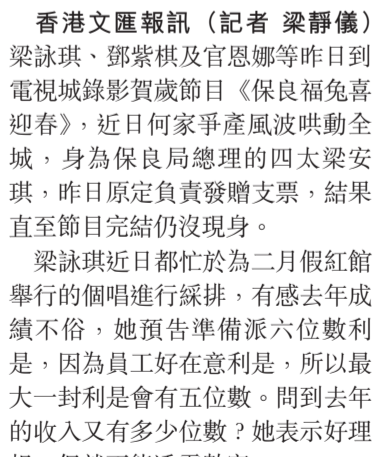 香港文匯報訊（記者 梁靜儀）
梁詠琪、鄧紫棋及官恩娜等昨日到
電視城錄影賀歲節目《保良福兔喜
迎春》，近日何家爭產風波哄動全
城，身為保良局總理的四太梁安
琪，昨日原定負責發贈支票，結果
直至節目完結仍沒現身。
梁詠琪近日都忙於為二月假紅館
舉行的個唱進行綵排，有感去年成
績不俗，她預告準備派六位數利
是，因為員工好在意利是，所以最
大一封利是會有五位數。問到去年
的收入又有多少位數？她表示好理